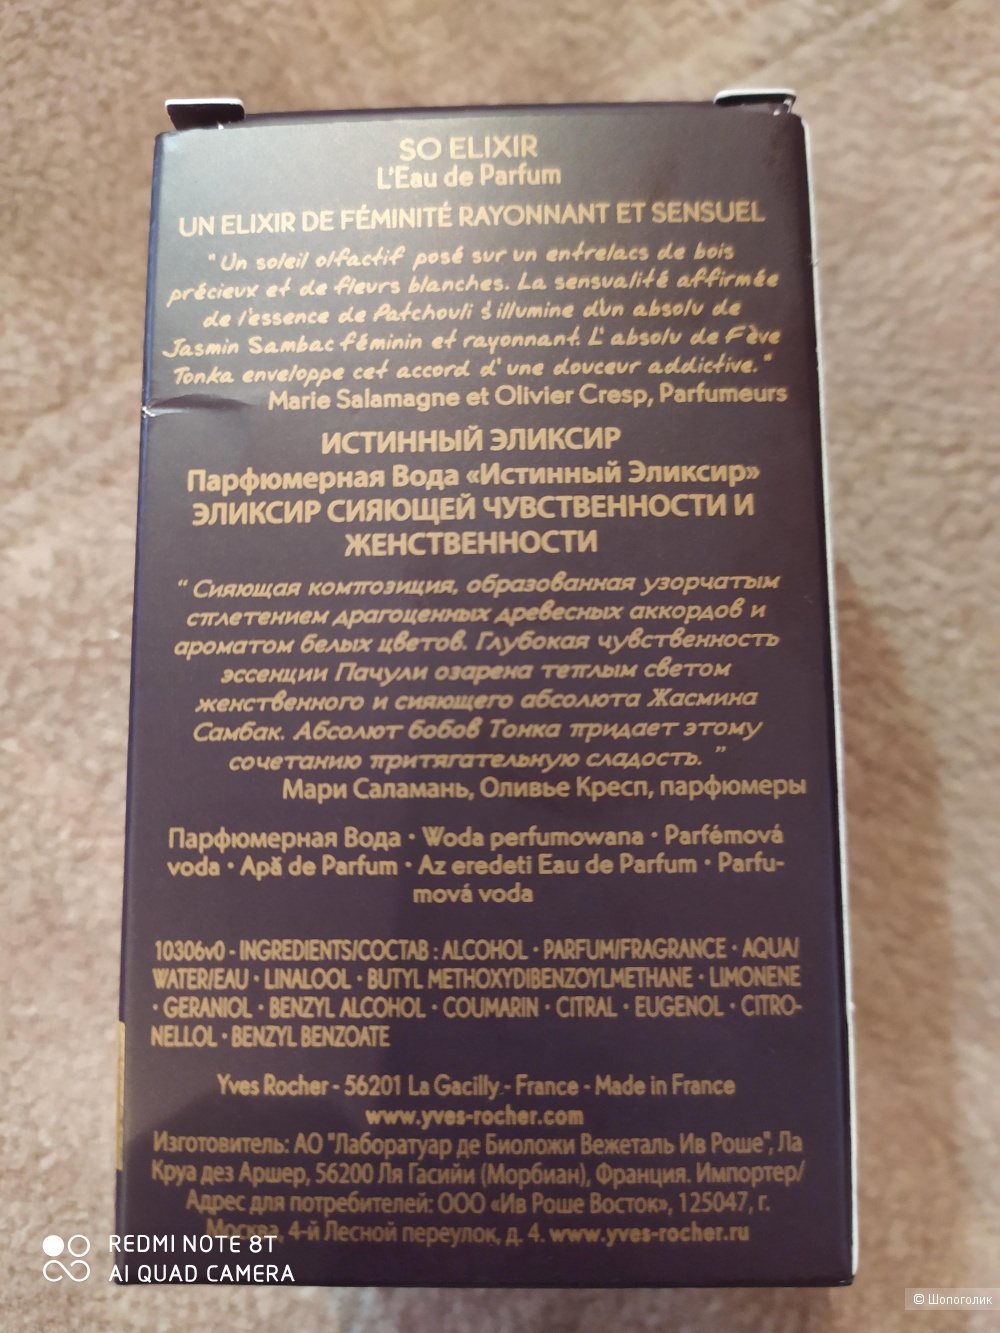 SO ELIXIR
L'Eau de Parfum
UN ELIXIR DE FÉMINITÉ RAYONNANT ET SENSUEL
"Un soleil olfactif posé sur un entrelacs de bois
précieux et de fleurs blanches. La sensualité affirmée
de l'essence de Patchouli s'illumine d'un absolu de
Jasmin Sambac féminin et rayonnant. L'absolu de Fève
Tonka enveloppe cet accord d'une douceur addictive."
Marie Salamagne et Olivier Cresp, Parfumeurs
ИСТИННЫЙ ЭЛИКСИР
Парфюмерная Вода «Истинный Эликсир»
ЭЛИКСИР СИЯЮЩЕЙ ЧУВСТВЕННОСТИ И
ЖЕНСТВЕННОСТИ
"Сияющая композиция, образованная узорчатым
сплетением драгоценных древесных аккордов и
ароматом белых цветов. Глубокая чувственность
эссенции Пачули озарена теплым светом
женственного и сияющего абсолюта Жасмина
Самбак. Абсолют бобов Тонка придает этому
сочетанию притягательную сладость."
Мари Саламань, Оливье Кресп, парфюмеры
Парфюмерная Вода · Woda perfumowana · Parfémová
voda · Apă de Parfum · Az eredeti Eau de Parfum · Parfu-
mová voda
10306v0 - INGREDIENTS/СОСТАВ : ALCOHOL · PARFUM/FRAGRANCE · AQUA/
WATER/EAU · LINALOOL · BUTYL METHOXYDIBENZOYLMETHANE · LIMONENE
· GERANIOL · BENZYL ALCOHOL · COUMARIN · CITRAL · EUGENOL · CITRO-
NELLOL · BENZYL BENZOATE
Yves Rocher - 56201 La Gacilly - France - Made in France
www.yves-rocher.com
Изготовитель: АО "Лаборатуар де Биоложи Вежеталь Ив Роше", Ла
Круа дез Аршер, 56200 Ля Гасийи (Морбиан), Франция. Импортер/
Адрес для потребителей: ООО «Ив Роше Восток», 125047, г.
Москва, 4-й Лесной переулок, д. 4. www.yves-rocher.ru
REDMI NOTE 8T
AI QUAD CAMERA
© Шопоголик